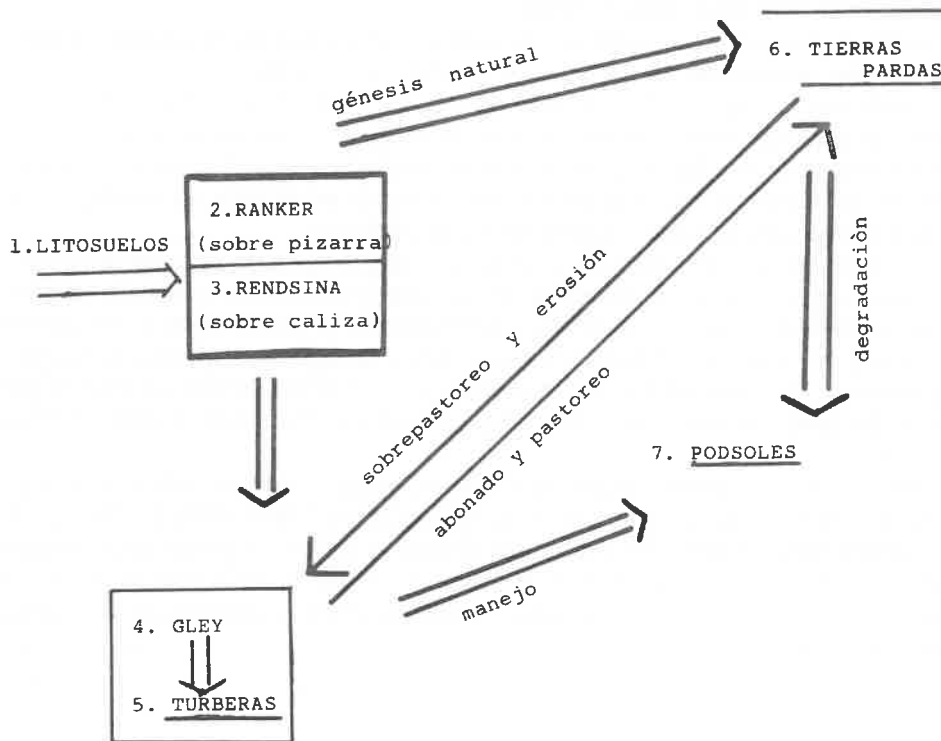 génesis natural
6. TIERRAS
PARDAS
1.LITOSUELOS
2.RANKER
(sobre pizarra)
3.RENDSINA
(sobre caliza)
sobrepastoreo y erosión
abonado y pastoreo
degradación
7. PODSOLES
manejo
4. GLEY
5. TURBERAS